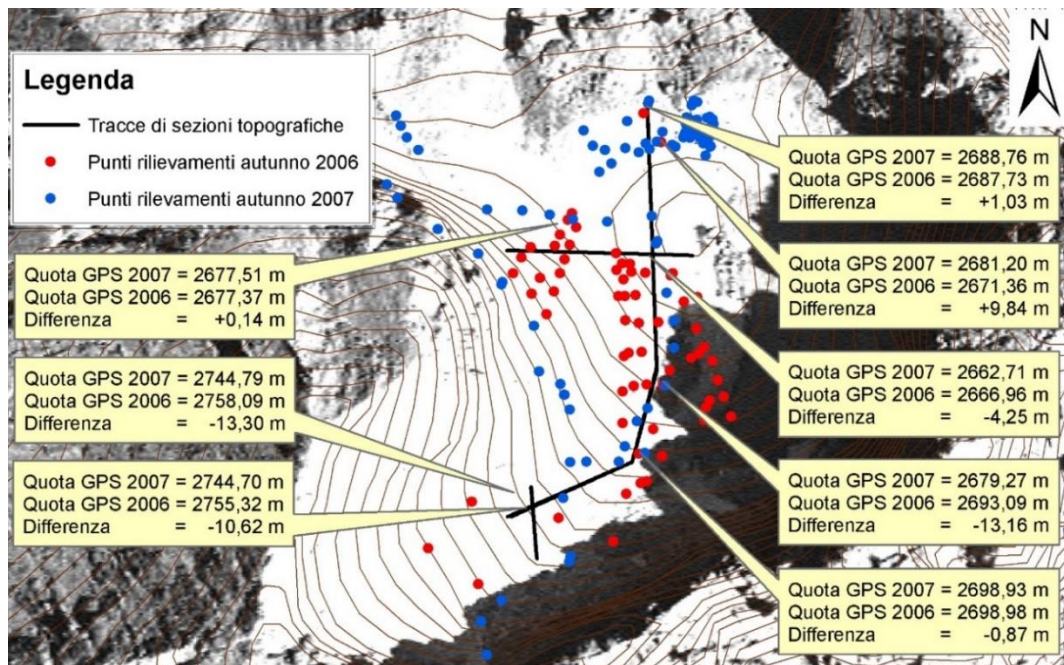 N
Legenda
Tracce di sezioni topografiche
Punti rilievamenti autunno 2006
Punti rilievamenti autunno 2007
Quota GPS 2007 = 2677,51 m
Quota GPS 2006 = 2677,37 m
Differenza = +0,14 m
Quota GPS 2007 = 2744,79 m
Quota GPS 2006 = 2758,09 m
Differenza = -13,30 m
Quota GPS 2007 = 2744,70 m
Quota GPS 2006 = 2755,32 m
Differenza = -10,62 m
Quota GPS 2007 = 2688,76 m
Quota GPS 2006 = 2687,73 m
Differenza = +1,03 m
Quota GPS 2007 = 2681,20 m
Quota GPS 2006 = 2671,36 m
Differenza = +9,84 m
Quota GPS 2007 = 2662,71 m
Quota GPS 2006 = 2666,96 m
Differenza = -4,25 m
Quota GPS 2007 = 2679,27 m
Quota GPS 2006 = 2693,09 m
Differenza = -13,16 m
Quota GPS 2007 = 2698,93 m
Quota GPS 2006 = 2698,98 m
Differenza = -0,87 m